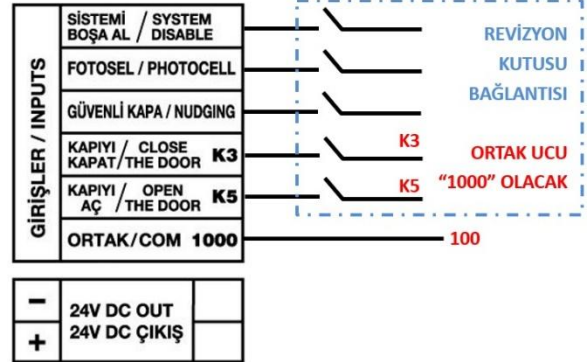 GİRİŞLER / INPUTS
SİSTEMİ / SYSTEM
BOŞA AL / DISABLE
FOTOSEL / PHOTOCELL
GÜVENLİ KAPA / NUDGING
KAPIYI / CLOSE
KAPAT / THE DOOR K3
KAPIYI / OPEN
AÇ / THE DOOR K5
ORTAK/COM 1000
REVİZYON
KUTUSU
BAĞLANTISI
K3
ORTAK UCU
K5
“1000” OLACAK
100
− 24V DC OUT
+ 24V DC ÇIKIŞ